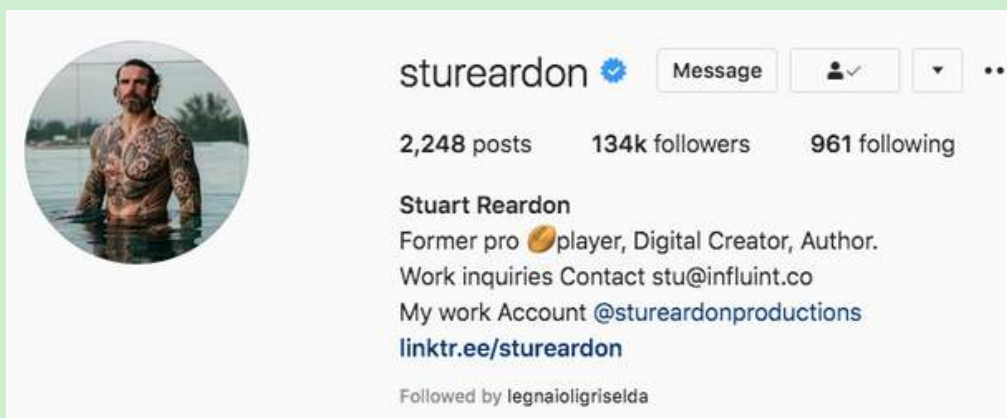 stureardon Message
2,248 posts 134k followers 961 following
Stuart Reardon
Former pro 🏉player, Digital Creator, Author.
Work inquiries Contact stu@influint.co
My work Account @stureardonproductions
linktr.ee/stureardon
Followed by legnaioligriselda